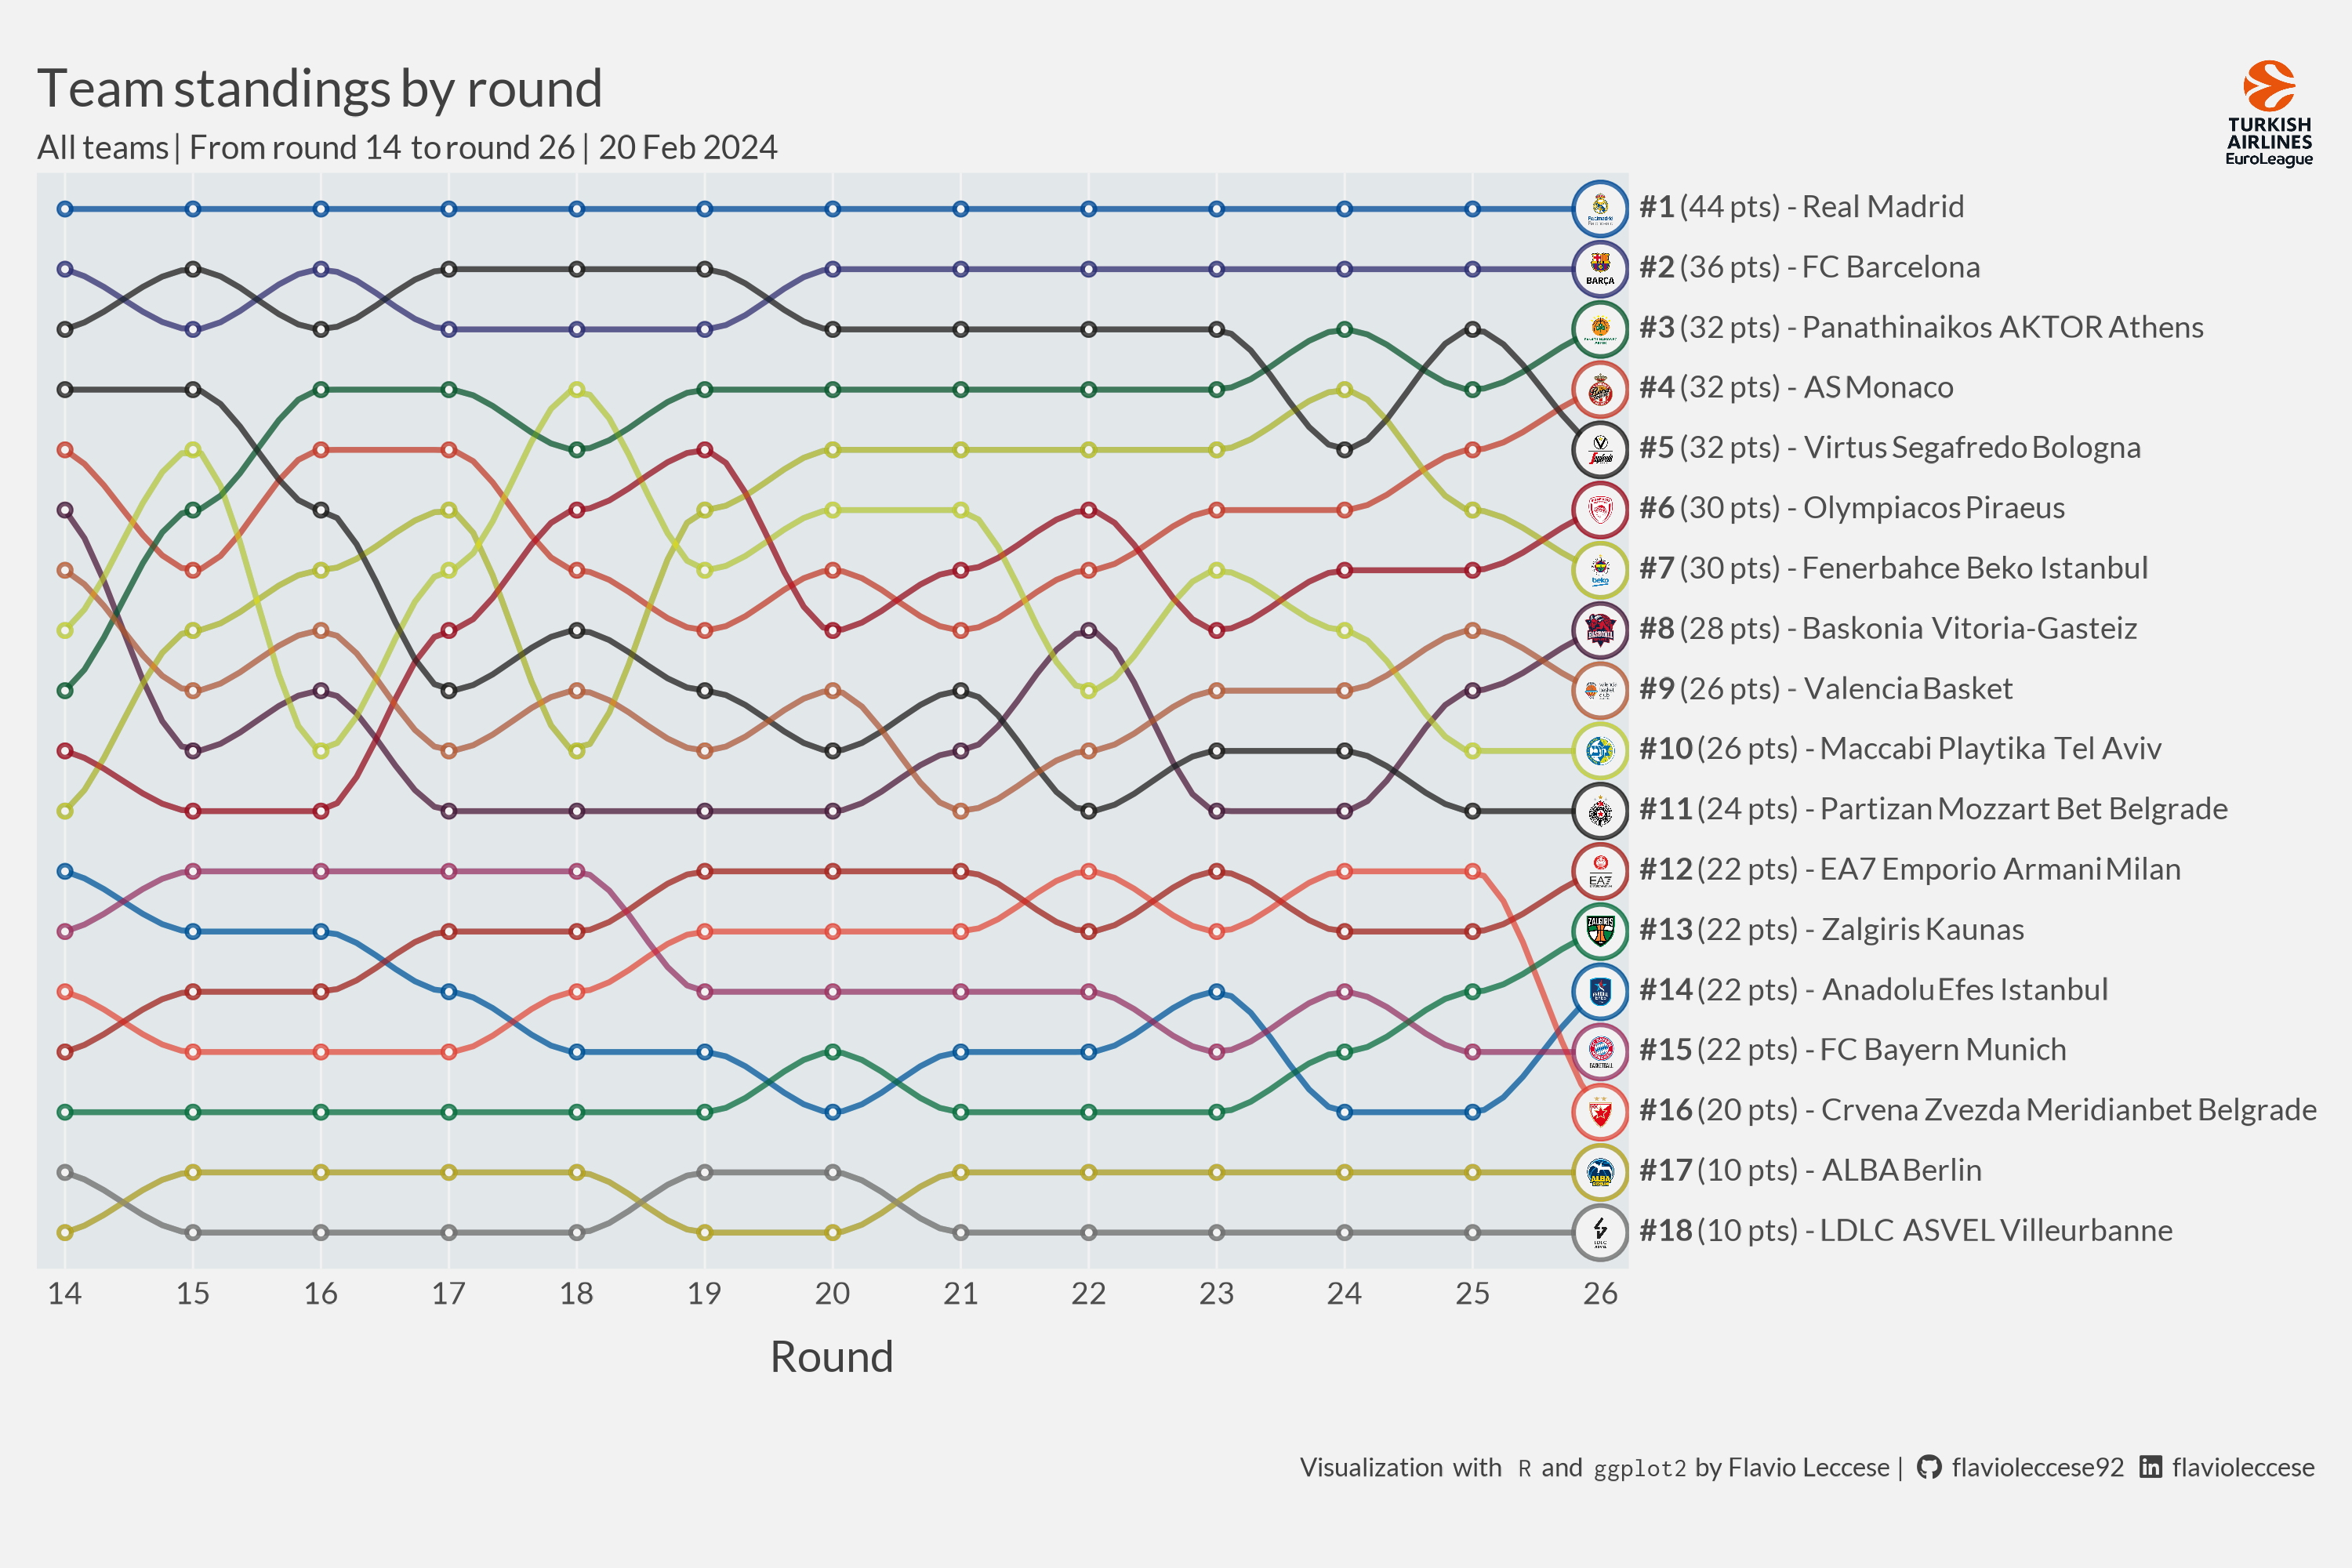 Team standings by round
All teams | From round 14 to round 26 | 20 Feb 2024
TURKISH
AIRLINES
EuroLeague
#1 (44 pts) - Real Madrid
BARÇA
#2 (36 pts) - FC Barcelona
#3 (32 pts) - Panathinaikos AKTOR Athens
#4 (32 pts) - AS Monaco
#5 (32 pts) - Virtus Segafredo Bologna
#6 (30 pts) - Olympiacos Piraeus
beko
#7 (30 pts) - Fenerbahce Beko Istanbul
BASKONIA
#8 (28 pts) - Baskonia Vitoria-Gasteiz
#9 (26 pts) - Valencia Basket
#10 (26 pts) - Maccabi Playtika Tel Aviv
#11 (24 pts) - Partizan Mozzart Bet Belgrade
EA7
#12 (22 pts) - EA7 Emporio Armani Milan
ZALGIRIS
#13 (22 pts) - Zalgiris Kaunas
#14 (22 pts) - Anadolu Efes Istanbul
#15 (22 pts) - FC Bayern Munich
#16 (20 pts) - Crvena Zvezda Meridianbet Belgrade
ALBA
#17 (10 pts) - ALBA Berlin
#18 (10 pts) - LDLC ASVEL Villeurbanne
14 15 16 17 18 19 20 21 22 23 24 25 26
Round
Visualization with R and ggplot2 by Flavio Leccese | flavioleccese92 flavioleccese